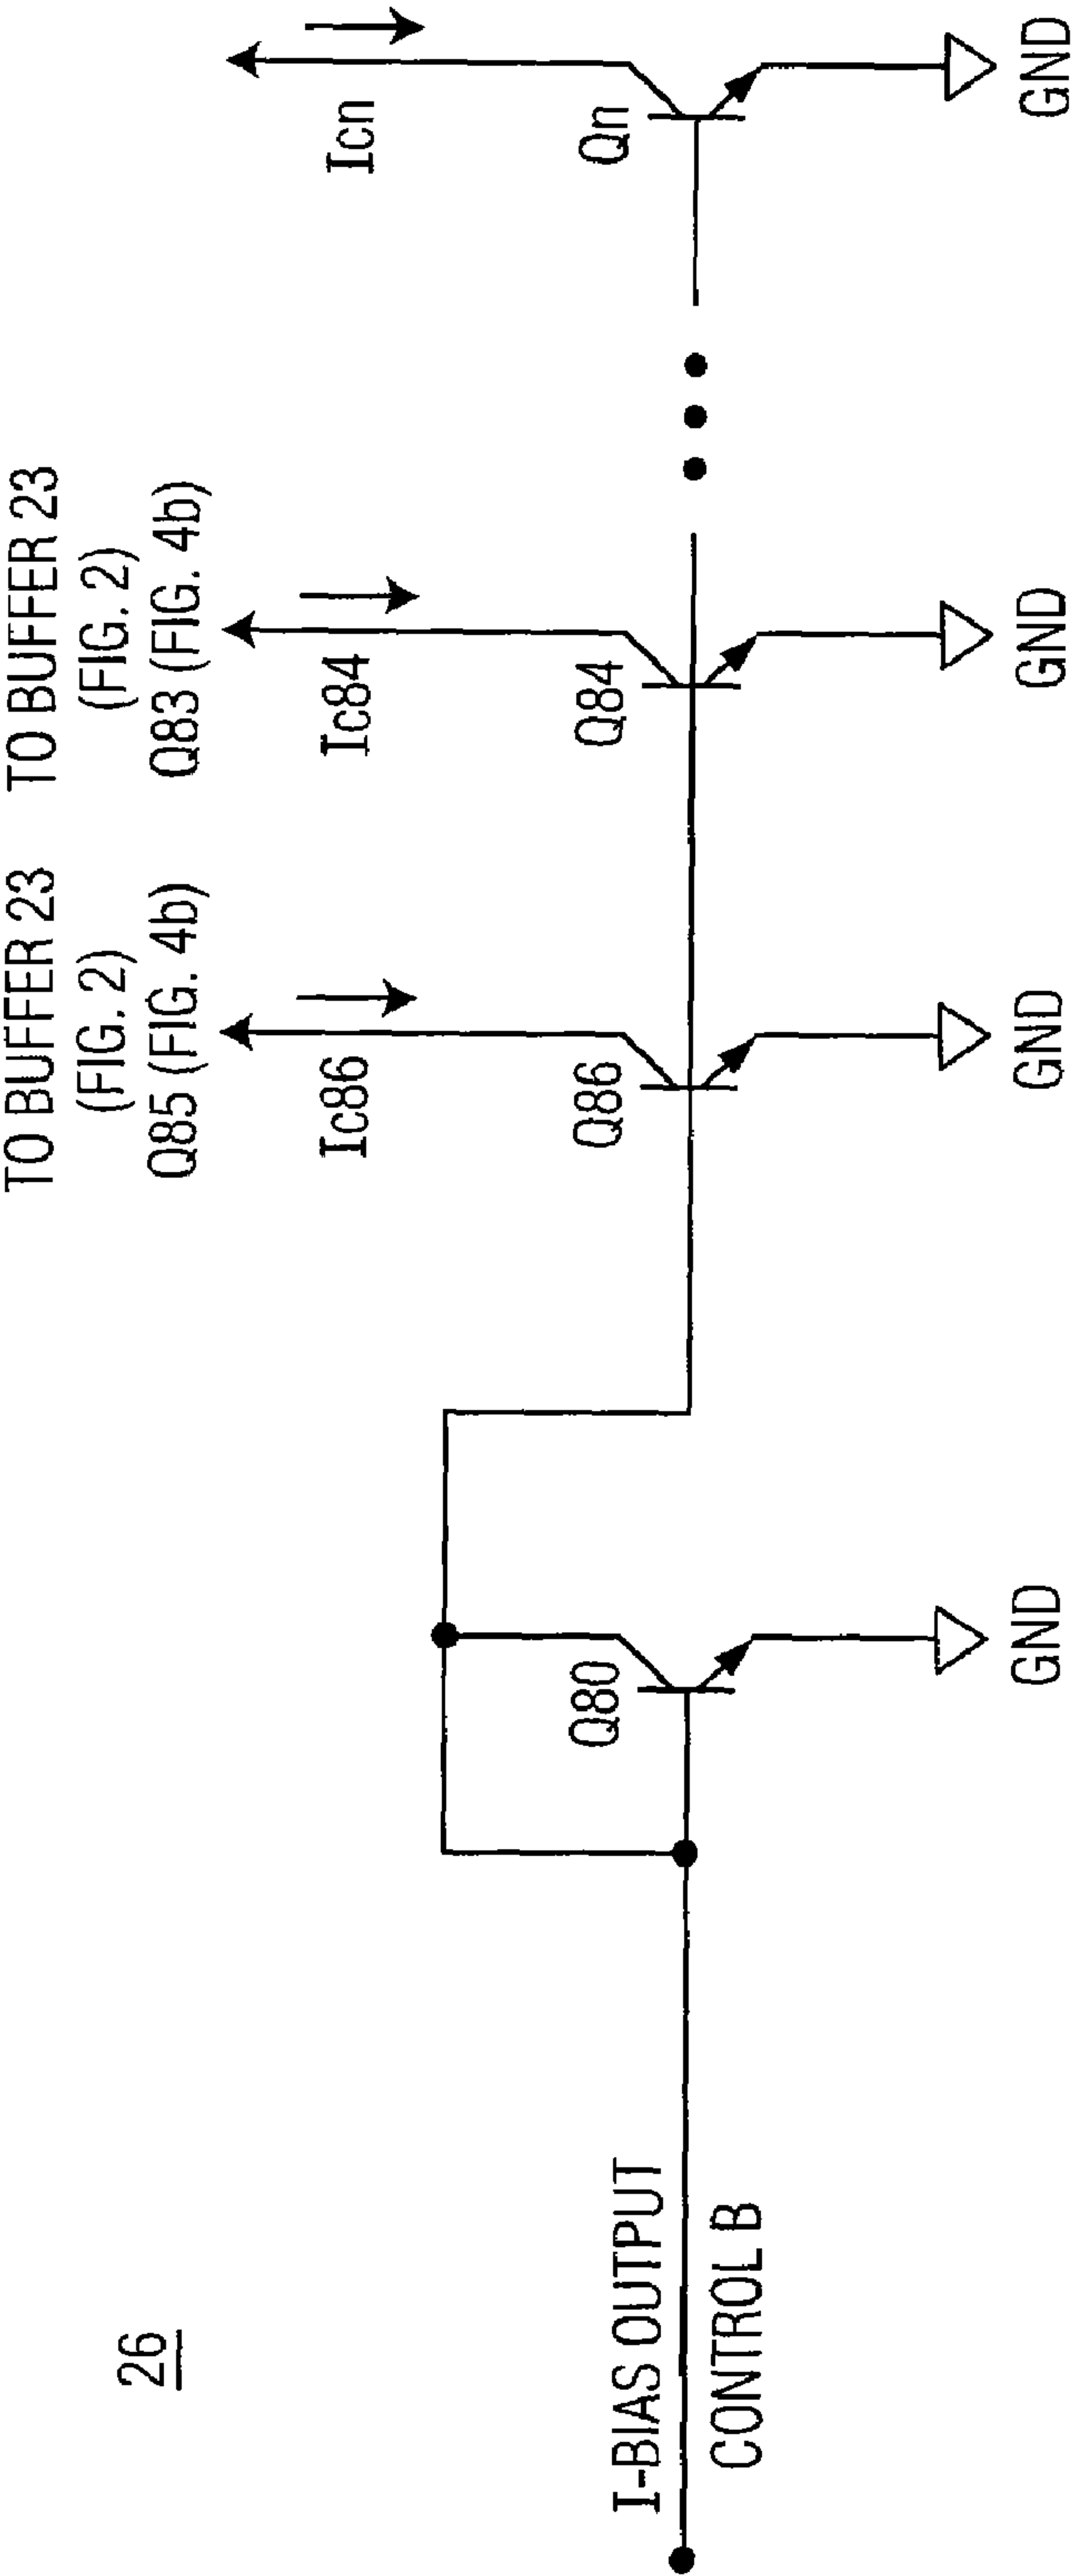 26
I-BIAS OUTPUT
CONTROL B
Q80
GND
TO BUFFER 23
(FIG. 2)
Q85 (FIG. 4b)
Ic86
Q86
GND
TO BUFFER 23
(FIG. 2)
Q83 (FIG. 4b)
Ic84
Q84
GND
Icn
Qn
GND